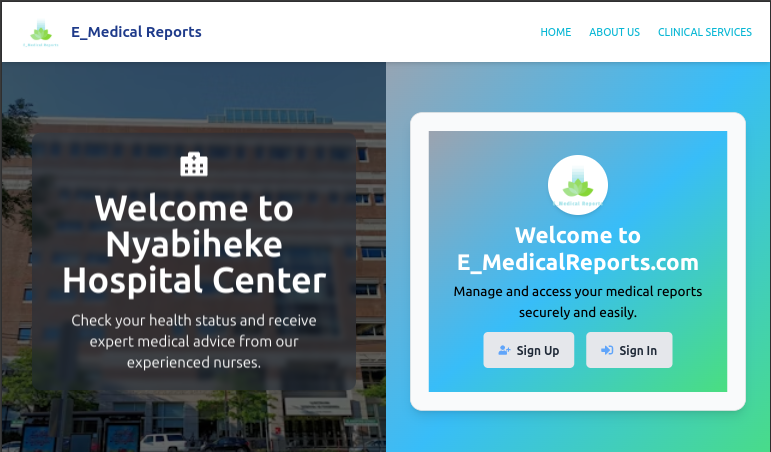 E_Medical Reports
E_Medical Reports
HOME
ABOUT US
CLINICAL SERVICES
Welcome to
Nyabiheke
Hospital Center
Check your health status and receive
expert medical advice from our
experienced nurses.
E_Medical Reports
Welcome to
E_MedicalReports.com
Manage and access your medical reports
securely and easily.
Sign Up
Sign In